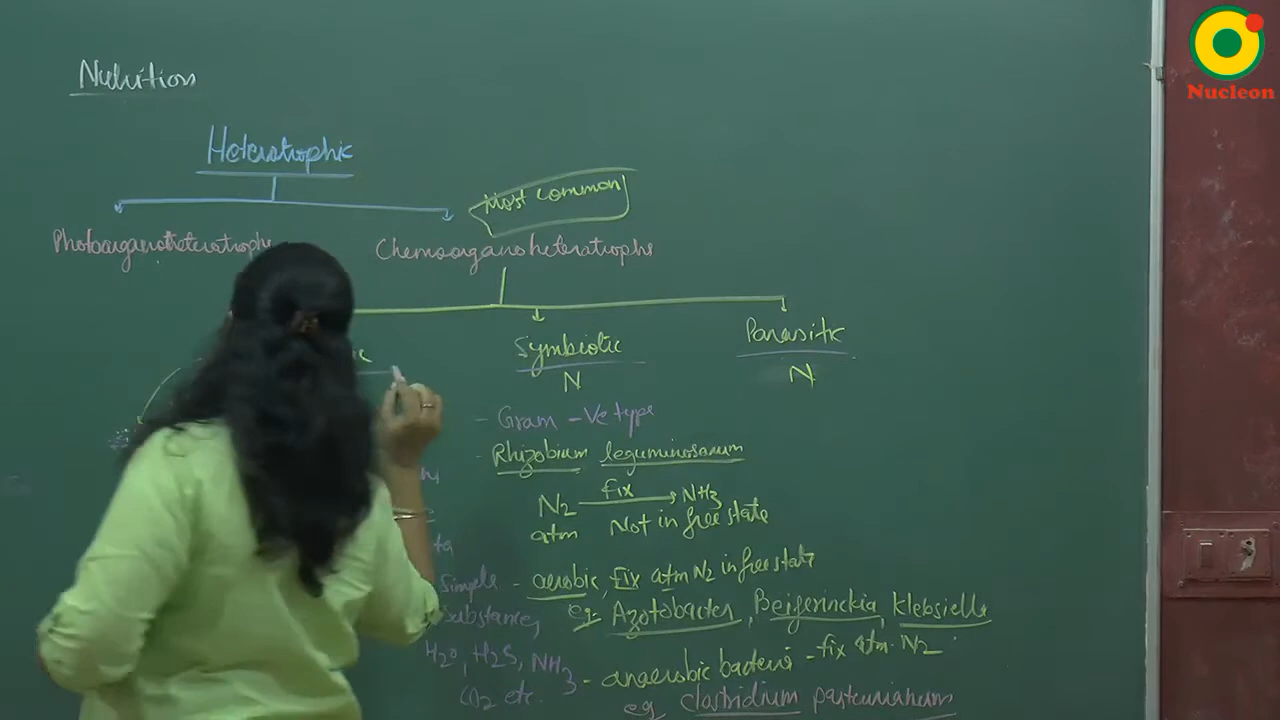 Nutrition
Nucleon
Heterotrophic
Most common
Photoorganoheterotrophs
Chemoorganoheterotrophs
Symbiotic
Parasitic
N
N
- Gram -Ve type
- Rhizobium leguminosarum
N2 fix NH3
atm Not in free state
- aerobic, fix atm N2 in free state
Simple
substances,
eg Azotobacter, Beijerinckia, Klebsiella
H2O, H2S, NH3
CO2 etc.
- anaerobic bacteria - fix atm. N2
eg clostridium pasteurianum